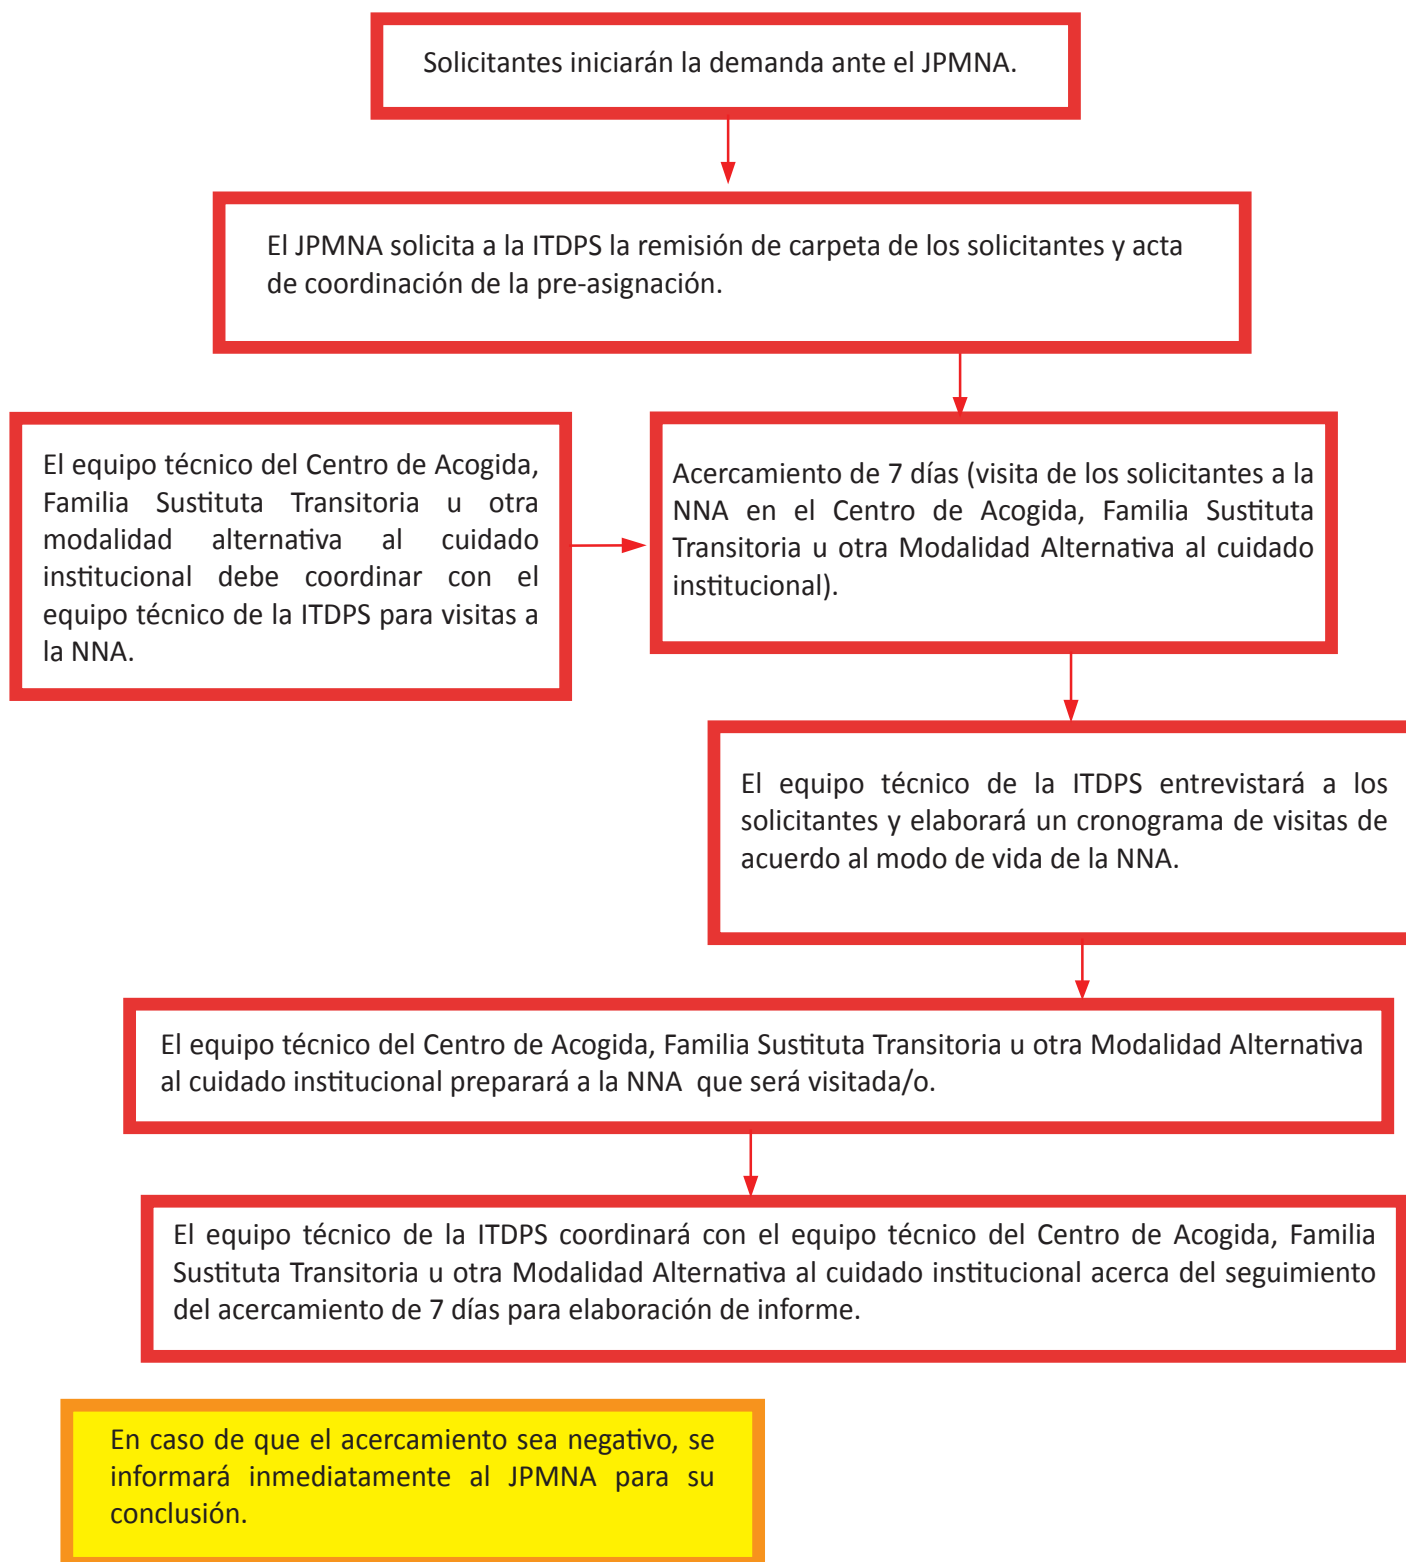 Solicitantes iniciarán la demanda ante el JPMNA.
El JPMNA solicita a la ITDPS la remisión de carpeta de los solicitantes y acta
de coordinación de la pre-asignación.
El equipo técnico del Centro de Acogida,
Familia Sustituta Transitoria u otra
modalidad alternativa al cuidado
institucional debe coordinar con el
equipo técnico de la ITDPS para visitas a
la NNA.
Acercamiento de 7 días (visita de los solicitantes a la
NNA en el Centro de Acogida, Familia Sustituta
Transitoria u otra Modalidad Alternativa al cuidado
institucional).
El equipo técnico de la ITDPS entrevistará a los
solicitantes y elaborará un cronograma de visitas de
acuerdo al modo de vida de la NNA.
El equipo técnico del Centro de Acogida, Familia Sustituta Transitoria u otra Modalidad Alternativa
al cuidado institucional preparará a la NNA que será visitada/o.
El equipo técnico de la ITDPS coordinará con el equipo técnico del Centro de Acogida, Familia
Sustituta Transitoria u otra Modalidad Alternativa al cuidado institucional acerca del seguimiento
del acercamiento de 7 días para elaboración de informe.
En caso de que el acercamiento sea negativo, se
informará inmediatamente al JPMNA para su
conclusión.